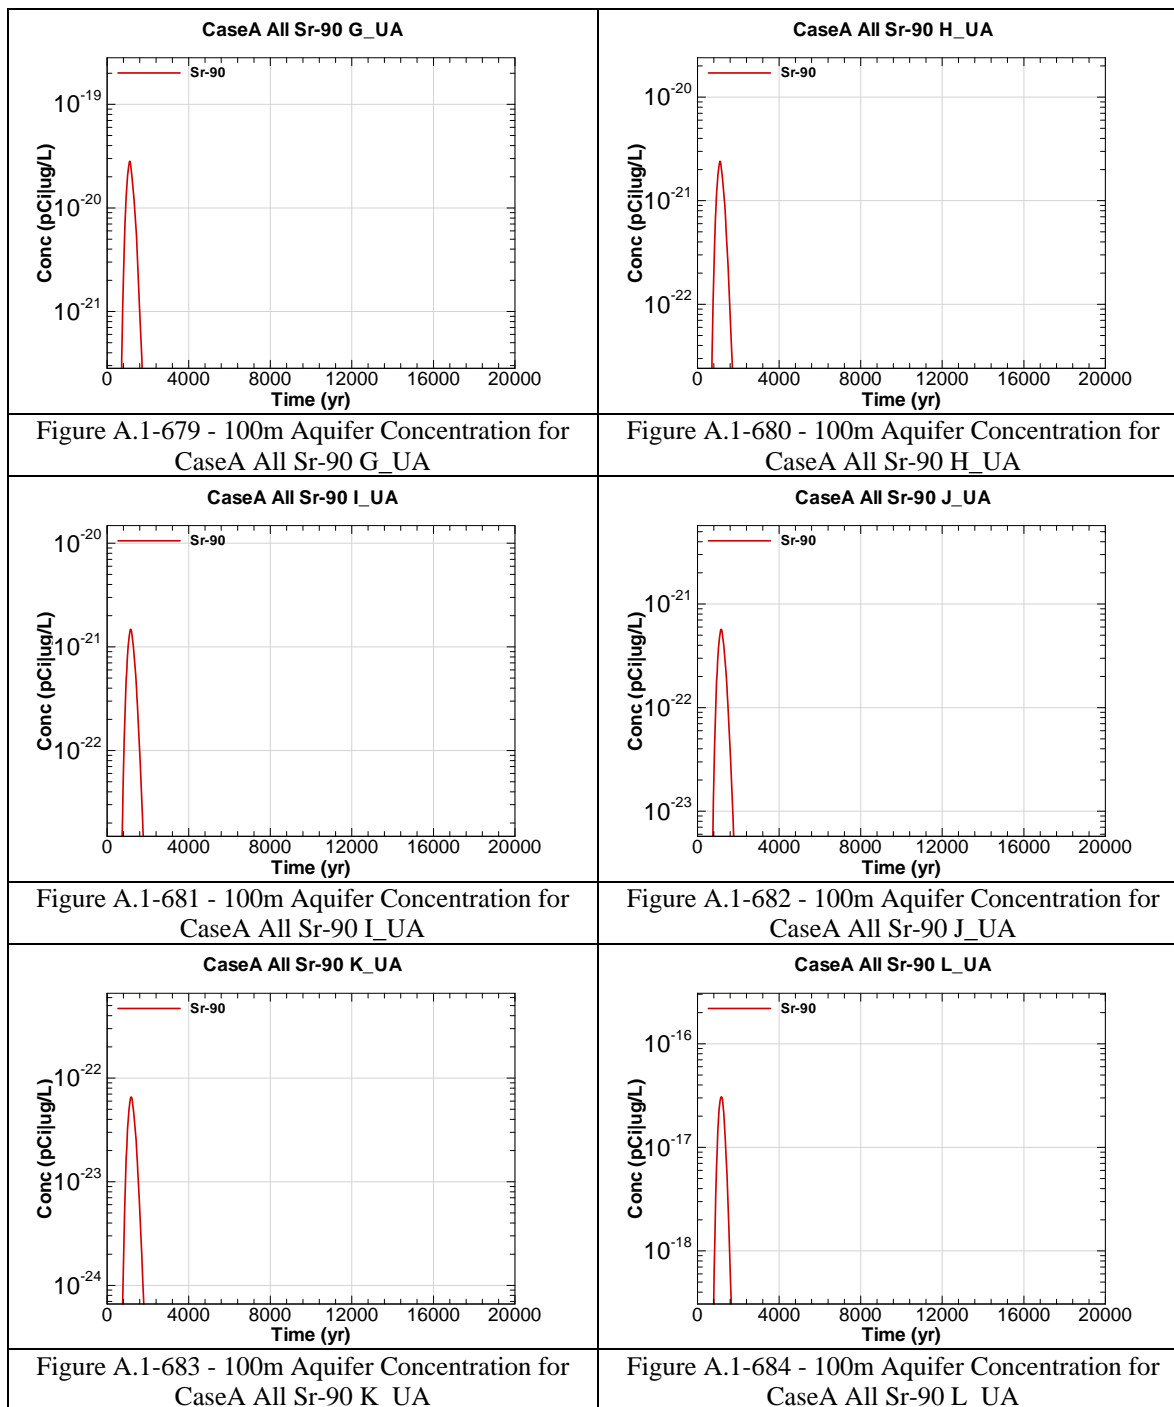 CaseA All Sr-90 G_UA
Sr-90
10-19
10-20
10-21
Conc (pCi|ug/L)
0 4000 8000 12000 16000 20000
Time (yr)
Figure A.1-679 - 100m Aquifer Concentration for
CaseA All Sr-90 G_UA
CaseA All Sr-90 H_UA
Sr-90
10-20
10-21
10-22
Conc (pCi|ug/L)
0 4000 8000 12000 16000 20000
Time (yr)
Figure A.1-680 - 100m Aquifer Concentration for
CaseA All Sr-90 H_UA
CaseA All Sr-90 I_UA
Sr-90
10-20
10-21
10-22
Conc (pCi|ug/L)
0 4000 8000 12000 16000 20000
Time (yr)
Figure A.1-681 - 100m Aquifer Concentration for
CaseA All Sr-90 I_UA
CaseA All Sr-90 J_UA
Sr-90
10-21
10-22
10-23
Conc (pCi|ug/L)
0 4000 8000 12000 16000 20000
Time (yr)
Figure A.1-682 - 100m Aquifer Concentration for
CaseA All Sr-90 J_UA
CaseA All Sr-90 K_UA
Sr-90
10-22
10-23
10-24
Conc (pCi|ug/L)
0 4000 8000 12000 16000 20000
Time (yr)
Figure A.1-683 - 100m Aquifer Concentration for
CaseA All Sr-90 K_UA
CaseA All Sr-90 L_UA
Sr-90
10-16
10-17
10-18
Conc (pCi|ug/L)
0 4000 8000 12000 16000 20000
Time (yr)
Figure A.1-684 - 100m Aquifer Concentration for
CaseA All Sr-90 L_UA